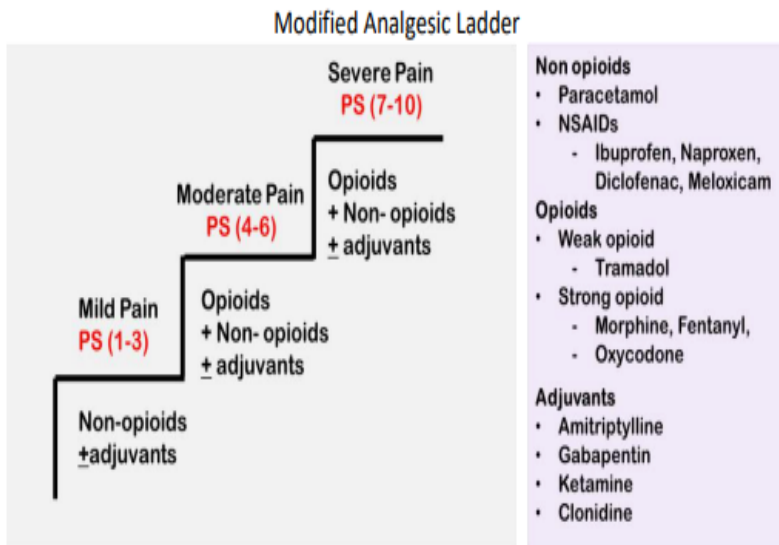 Modified Analgesic Ladder
Severe Pain
PS (7-10)
Opioids
+ Non- opioids
± adjuvants
Moderate Pain
PS (4-6)
Opioids
+ Non- opioids
± adjuvants
Mild Pain
PS (1-3)
Non-opioids
±adjuvants
Non opioids
• Paracetamol
• NSAIDs
- Ibuprofen, Naproxen,
Diclofenac, Meloxicam
Opioids
• Weak opioid
- Tramadol
• Strong opioid
- Morphine, Fentanyl,
- Oxycodone
Adjuvants
• Amitriptylline
• Gabapentin
• Ketamine
• Clonidine